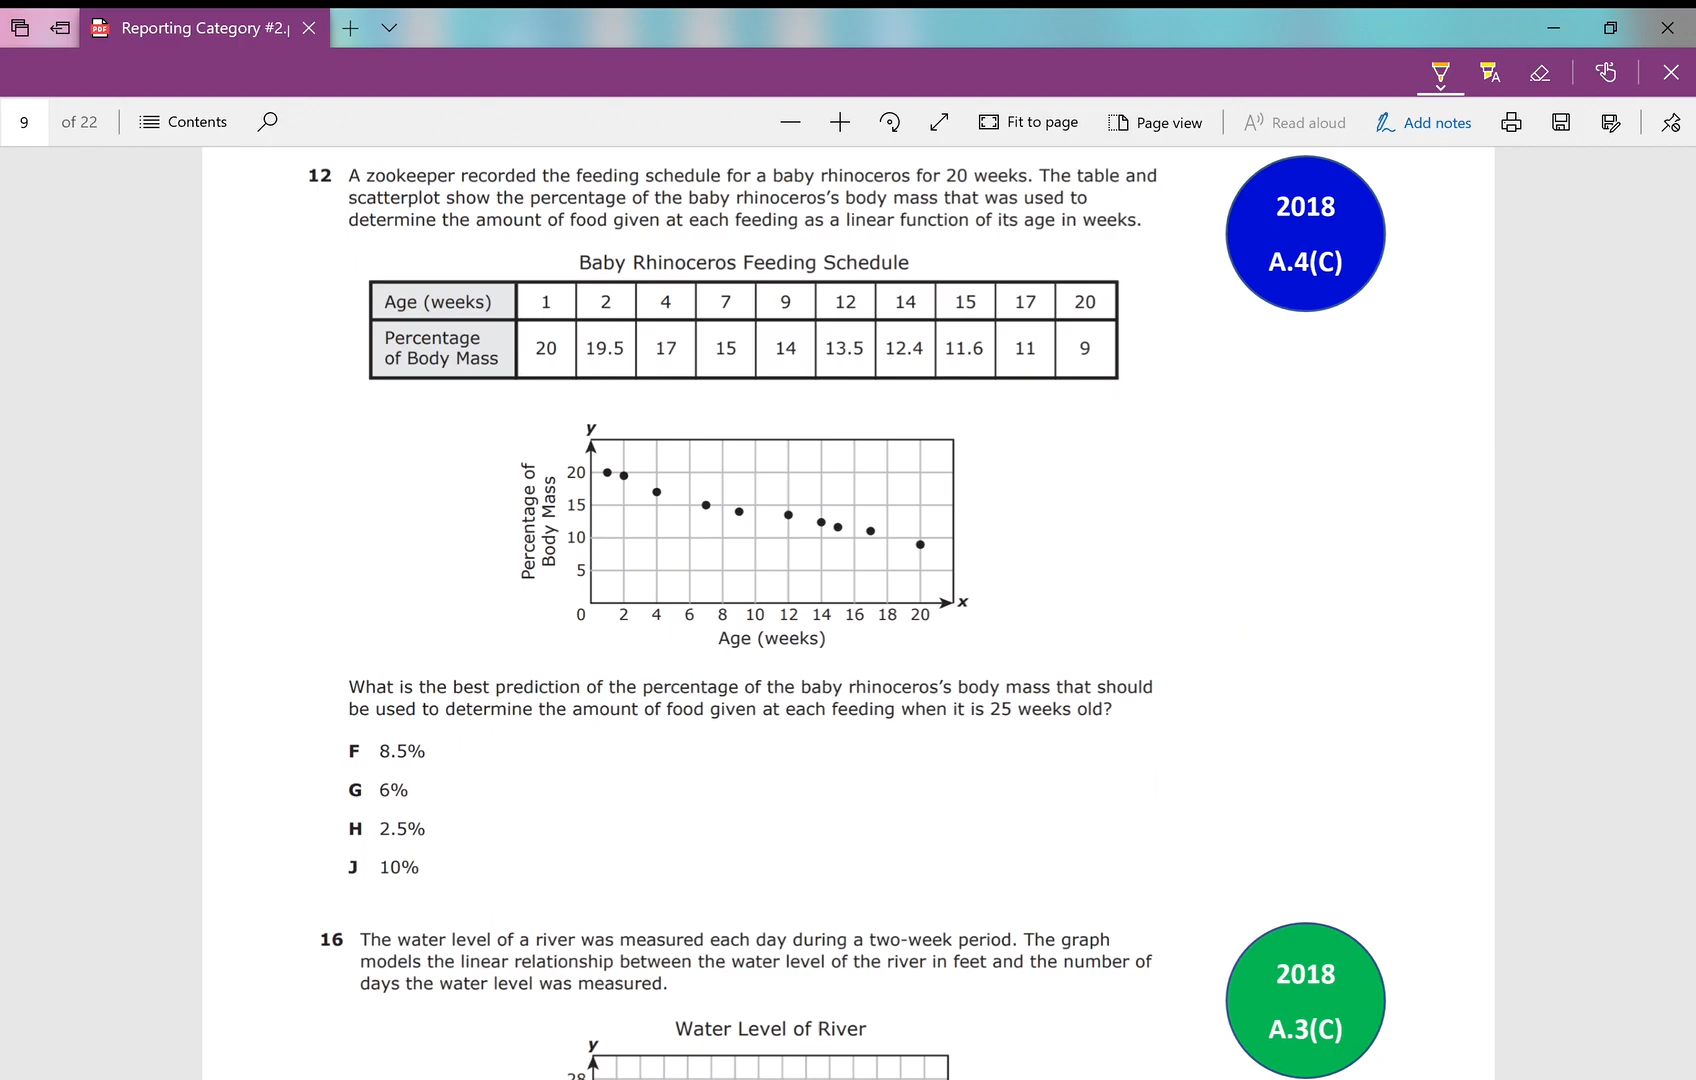 Reporting Category #2.p
9 of 22 Contents Fit to page Page view Read aloud Add notes
12 A zookeeper recorded the feeding schedule for a baby rhinoceros for 20 weeks. The table and
scatterplot show the percentage of the baby rhinoceros's body mass that was used to
determine the amount of food given at each feeding as a linear function of its age in weeks.
2018
A.4(C)
Baby Rhinoceros Feeding Schedule
Age (weeks) 1 2 4 7 9 12 14 15 17 20
Percentage
of Body Mass 20 19.5 17 15 14 13.5 12.4 11.6 11 9
y
Percentage of
Body Mass
20
15
10
5
x
0 2 4 6 8 10 12 14 16 18 20
Age (weeks)
What is the best prediction of the percentage of the baby rhinoceros's body mass that should
be used to determine the amount of food given at each feeding when it is 25 weeks old?
F 8.5%
G 6%
H 2.5%
J 10%
16 The water level of a river was measured each day during a two-week period. The graph
models the linear relationship between the water level of the river in feet and the number of
days the water level was measured.
2018
A.3(C)
Water Level of River
y
28